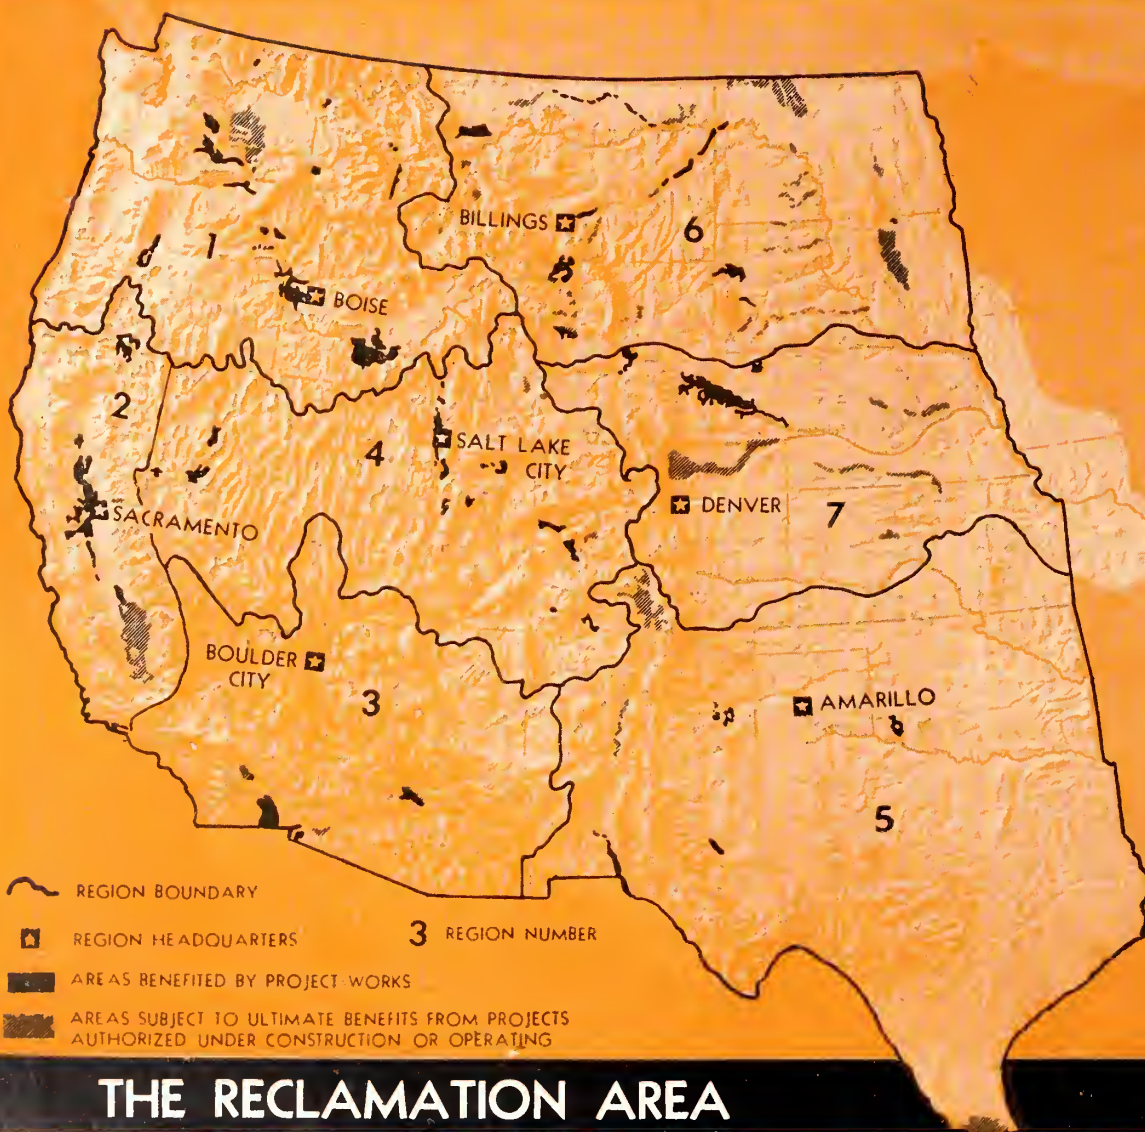 BILLINGS
6
1
BOISE
2
4
SALT LAKE
CITY
SACRAMENTO
DENVER
7
BOULDER
CITY
3
AMARILLO
5
REGION BOUNDARY
REGION HEADQUARTERS
3 REGION NUMBER
AREAS BENEFITED BY PROJECT WORKS
AREAS SUBJECT TO ULTIMATE BENEFITS FROM PROJECTS
AUTHORIZED UNDER CONSTRUCTION OR OPERATING
THE RECLAMATION AREA